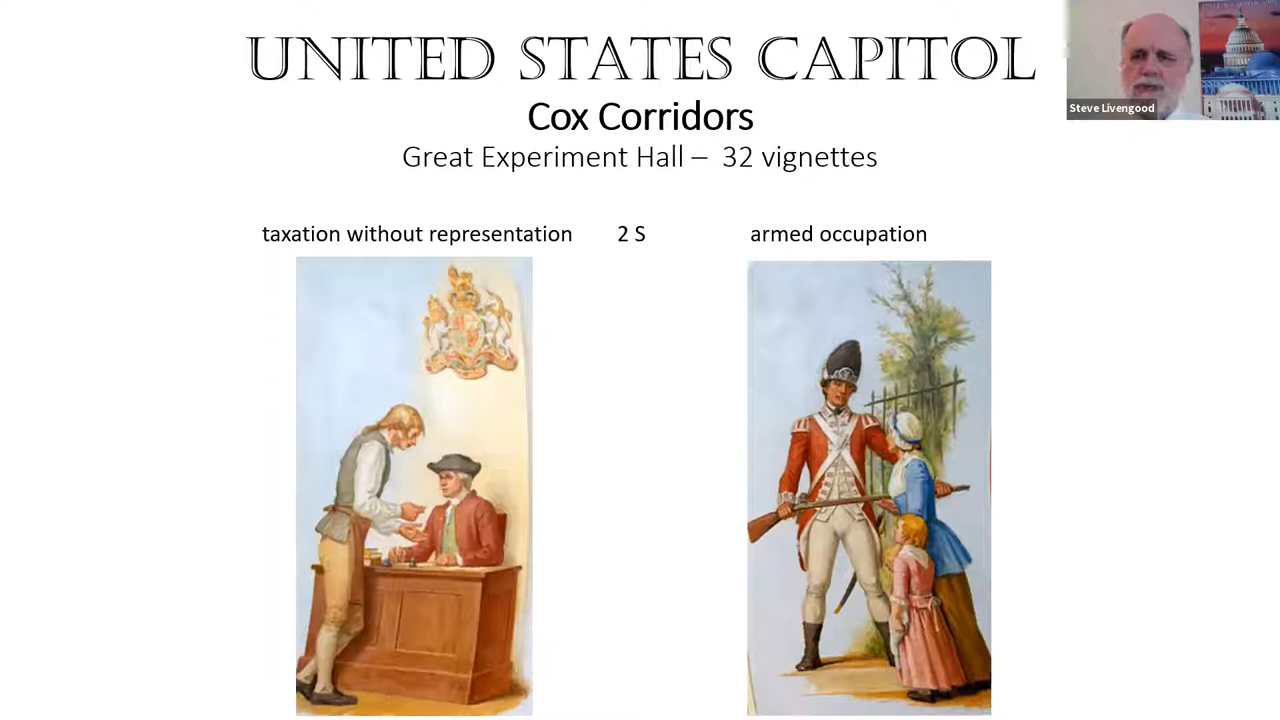 UNITED STATES CAPITOL
Cox Corridors
Great Experiment Hall – 32 vignettes
taxation without representation 2 S armed occupation
Steve Livengood